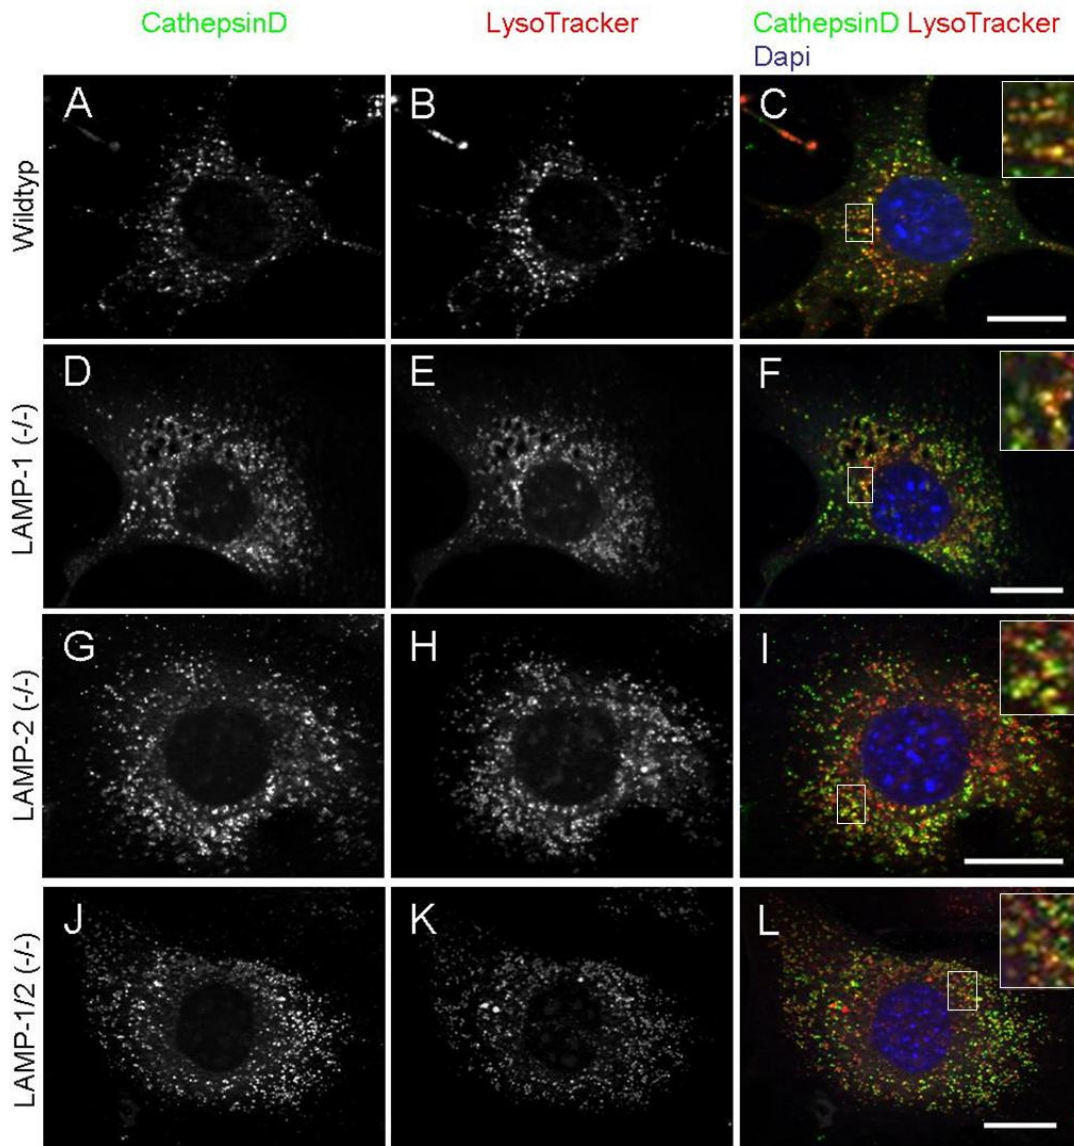 CathepsinD
LysoTracker
CathepsinD LysoTracker
Dapi
Wildtyp
A
B
C
LAMP-1 (-/-)
D
E
F
LAMP-2 (-/-)
G
H
I
LAMP-1/2 (-/-)
J
K
L